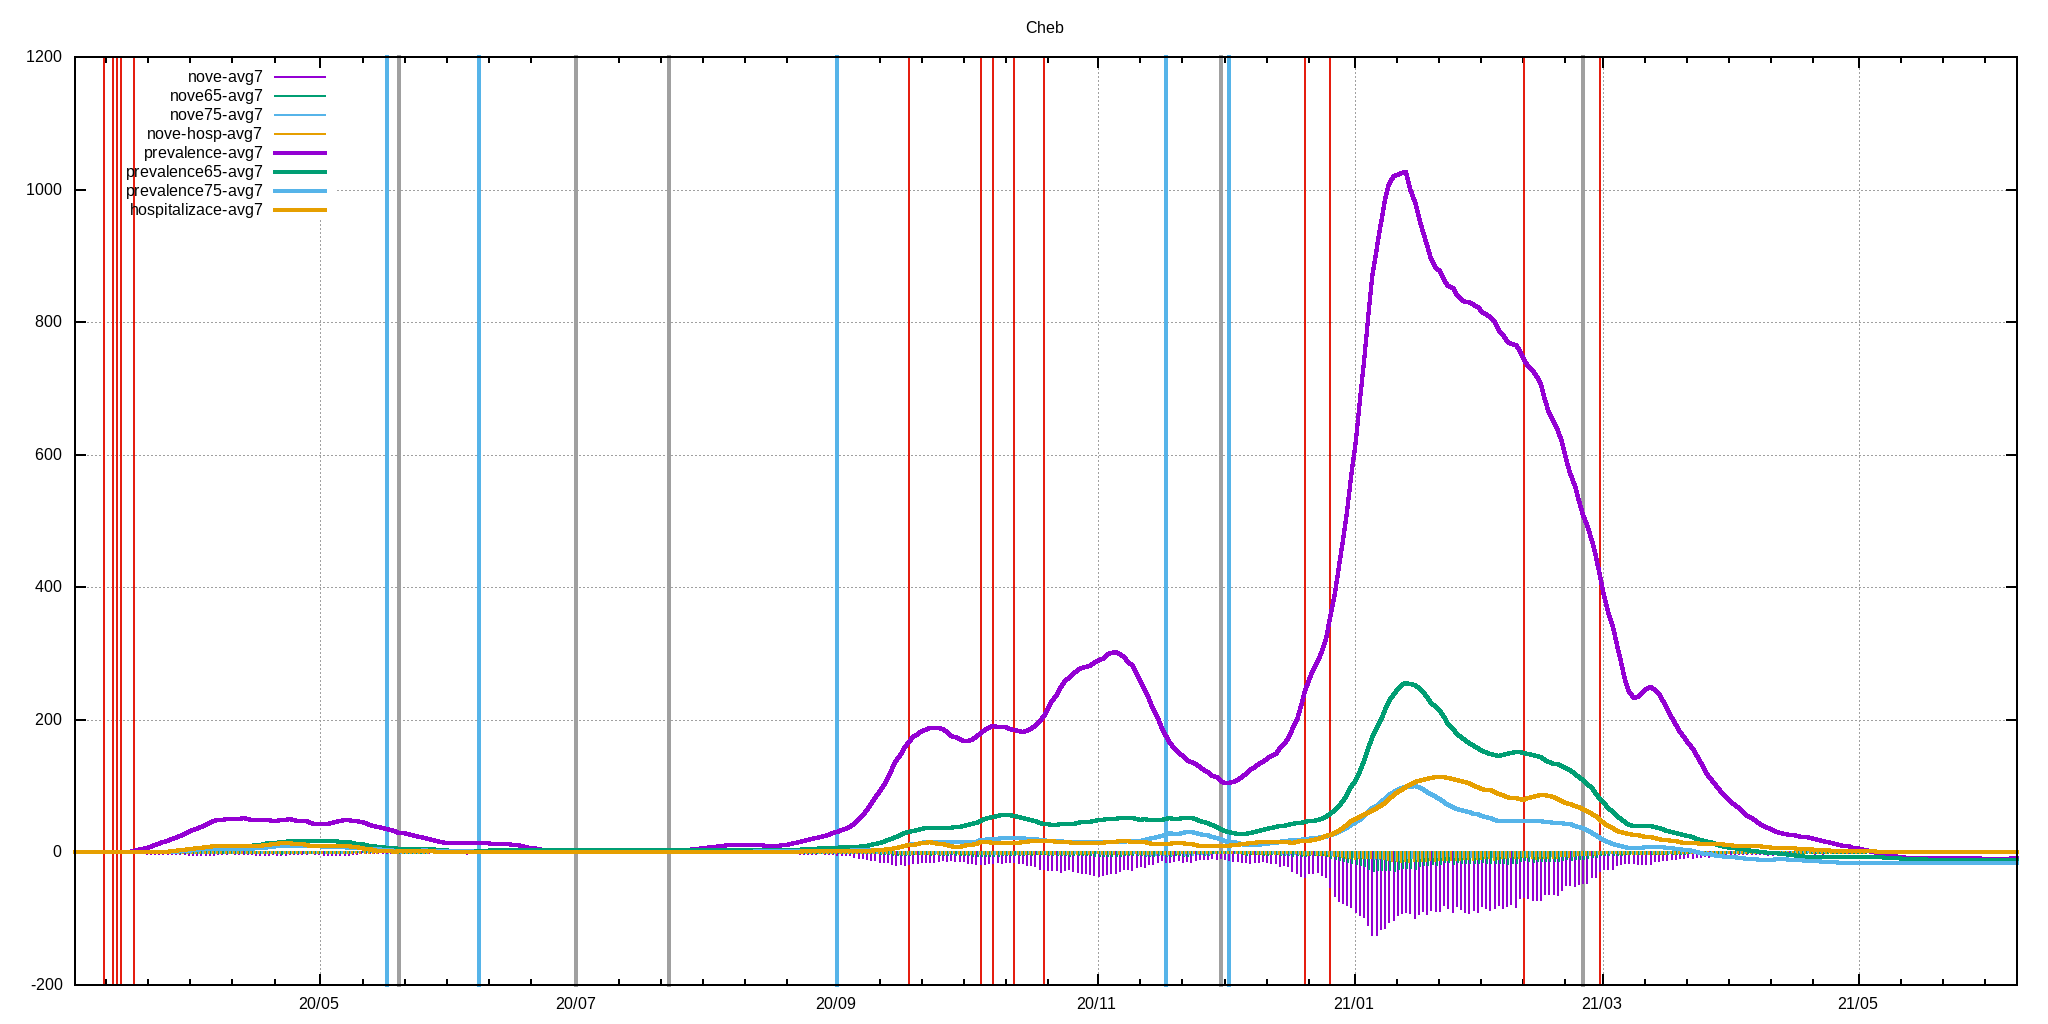 Cheb
1200
1000
800
600
400
200
0
-200
nove-avg7
nove65-avg7
nove75-avg7
nove-hosp-avg7
prevalence-avg7
prevalence65-avg7
prevalence75-avg7
hospitalizace-avg7
20/05
20/07
20/09
20/11
21/01
21/03
21/05